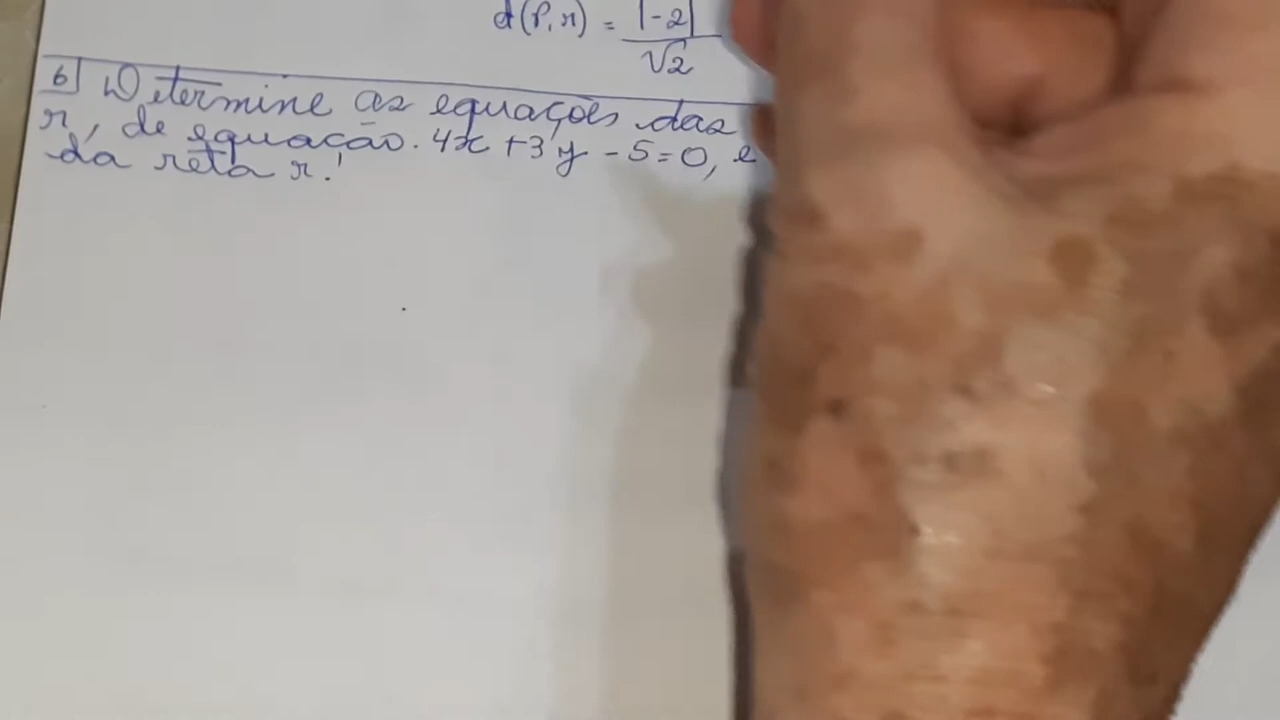 d(P,r) = |-2| / √2
6) Determine as equações das
r, de equação. 4x + 3y - 5 = 0, e
da reta r!